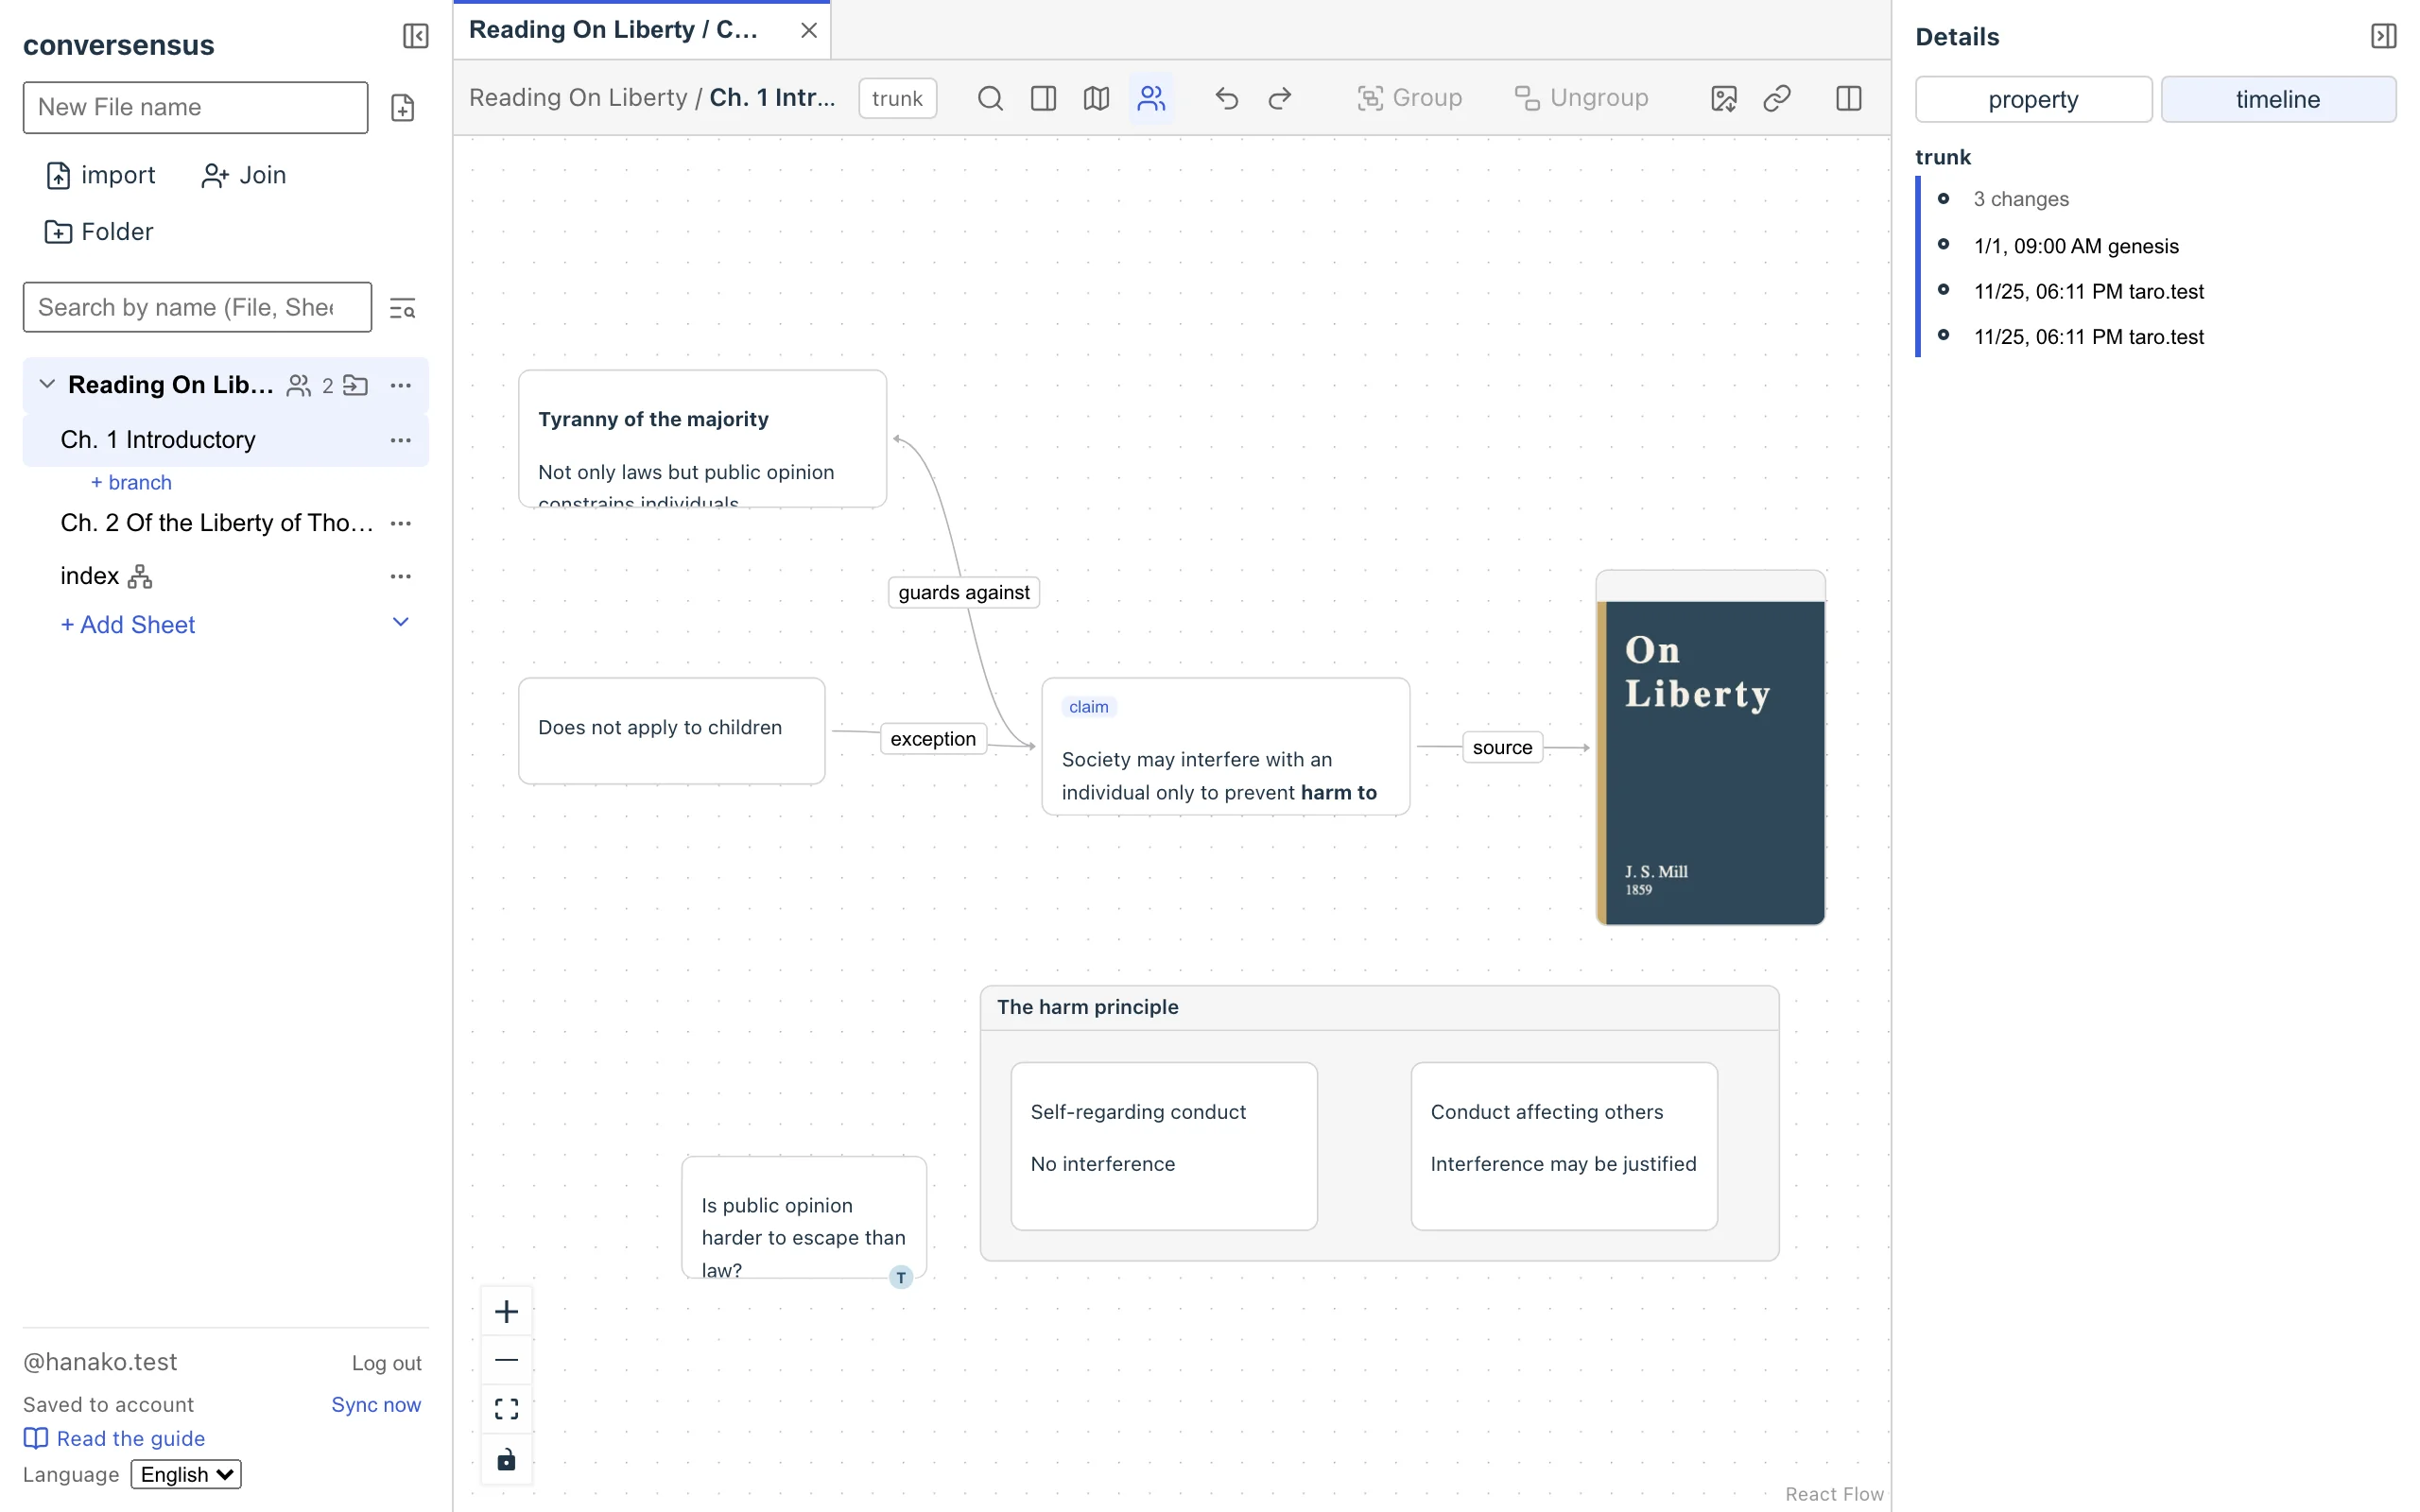 conversensus
New File name
import
Join
Folder
Search by name (File, She
Reading On Lib... 2
Ch. 1 Introductory
+ branch
Ch. 2 Of the Liberty of Tho...
index
+ Add Sheet
@hanako.test
Log out
Saved to account
Sync now
Read the guide
Language English
Reading On Liberty / C...
Reading On Liberty / Ch. 1 Intr...
trunk
Group
Ungroup
Tyranny of the majority
Not only laws but public opinion
constrains individuals
guards against
Does not apply to children
exception
claim
Society may interfere with an
individual only to prevent harm to
source
On
Liberty
J. S. Mill
1859
The harm principle
Self-regarding conduct
No interference
Conduct affecting others
Interference may be justified
Is public opinion
harder to escape than
law?
T
React Flow
Details
property
timeline
trunk
3 changes
1/1, 09:00 AM genesis
11/25, 06:11 PM taro.test
11/25, 06:11 PM taro.test